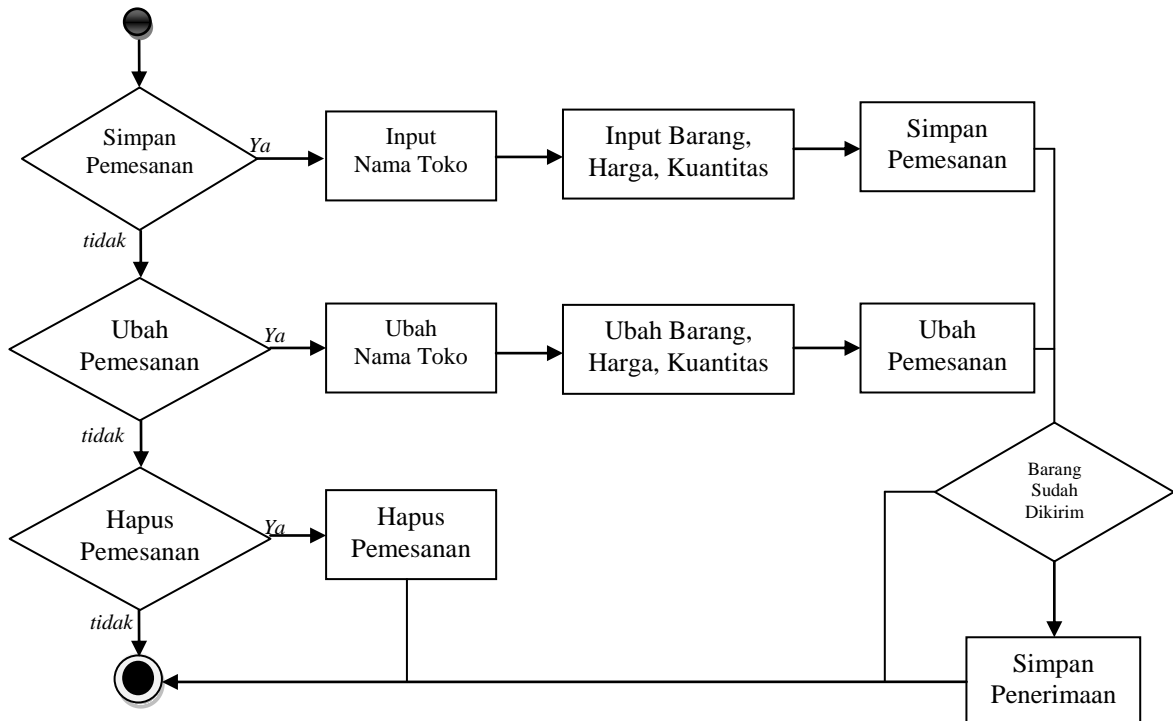 Simpan
Pemesanan
Ya
Input
Nama Toko
Input Barang,
Harga, Kuantitas
Simpan
Pemesanan
tidak
Ubah
Pemesanan
Ya
Ubah
Nama Toko
Ubah Barang,
Harga, Kuantitas
Ubah
Pemesanan
tidak
Hapus
Pemesanan
Ya
Hapus
Pemesanan
Barang
Sudah
Dikirim
tidak
Simpan
Penerimaan